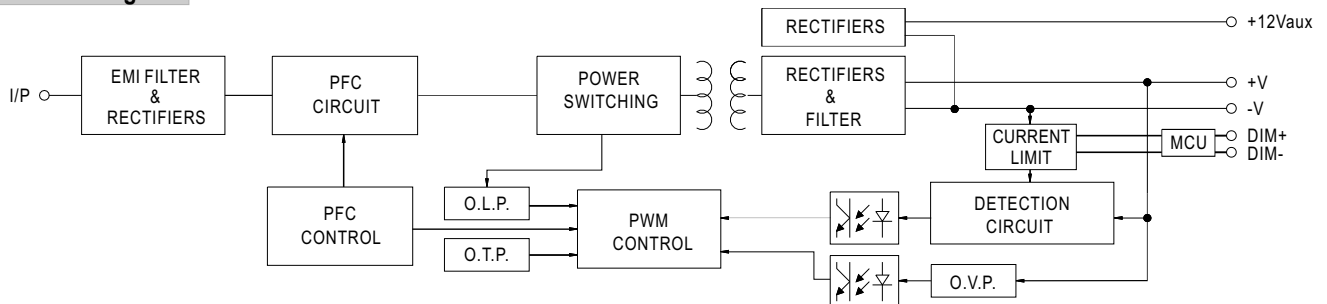 RECTIFIERS
+12Vaux
I/P
EMI FILTER
&
RECTIFIERS
PFC
CIRCUIT
POWER
SWITCHING
RECTIFIERS
&
FILTER
+V
-V
CURRENT
LIMIT
MCU
DIM+
DIM-
PFC
CONTROL
O.L.P.
O.T.P.
PWM
CONTROL
DETECTION
CIRCUIT
O.V.P.